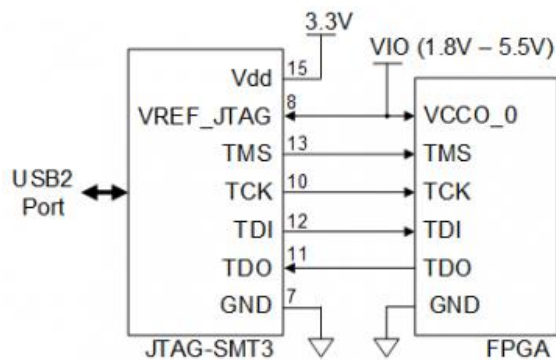 3.3V
VIO (1.8V – 5.5V)
Vdd 15
VREF_JTAG 8 VCCO_0
TMS 13 TMS
USB2 Port
TCK 10 TCK
TDI 12 TDI
TDO 11 TDO
GND 7 GND
JTAG-SMT3 FPGA